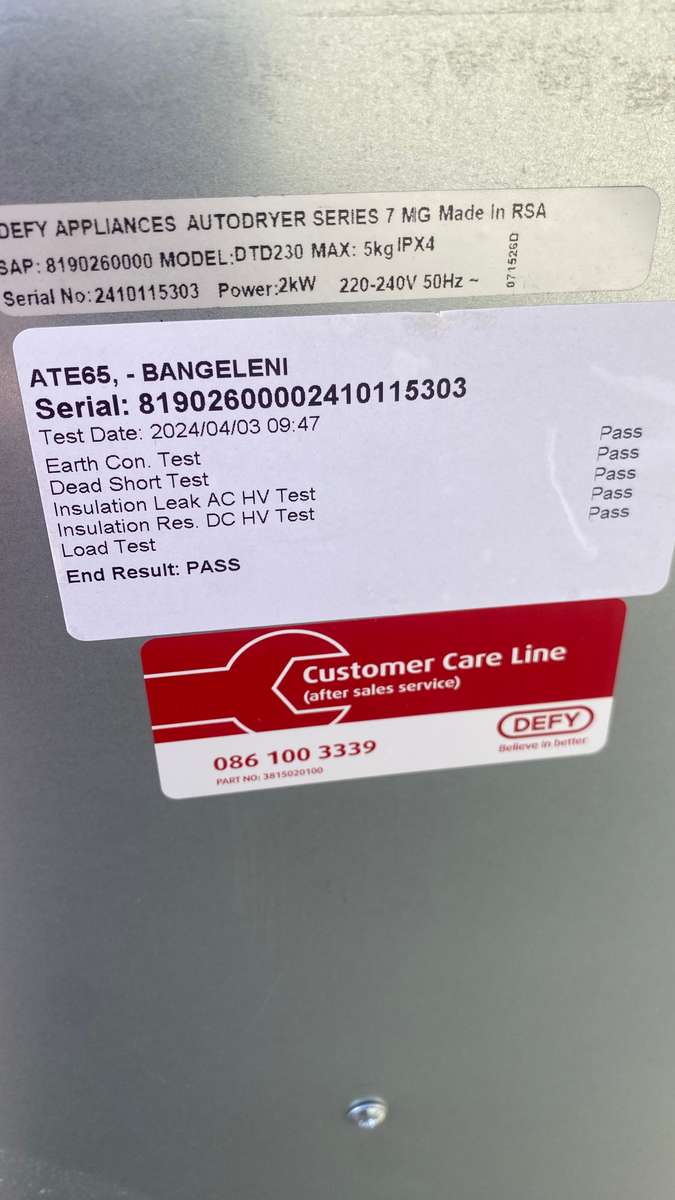 DEFY APPLIANCES AUTODRYER SERIES 7 MG Made In RSA
SAP: 8190260000 MODEL:DTD230 MAX: 5kg IPX4
Serial No:2410115303 Power:2kW 220-240V 50Hz ~
071526D
ATE65, - BANGELENI
Serial: 81902600002410115303
Test Date: 2024/04/03 09:47
Earth Con. Test Pass
Dead Short Test Pass
Insulation Leak AC HV Test Pass
Insulation Res. DC HV Test Pass
Load Test Pass
End Result: PASS
Customer Care Line
(after sales service)
DEFY
Believe in better
086 100 3339
PART NO: 3815020100